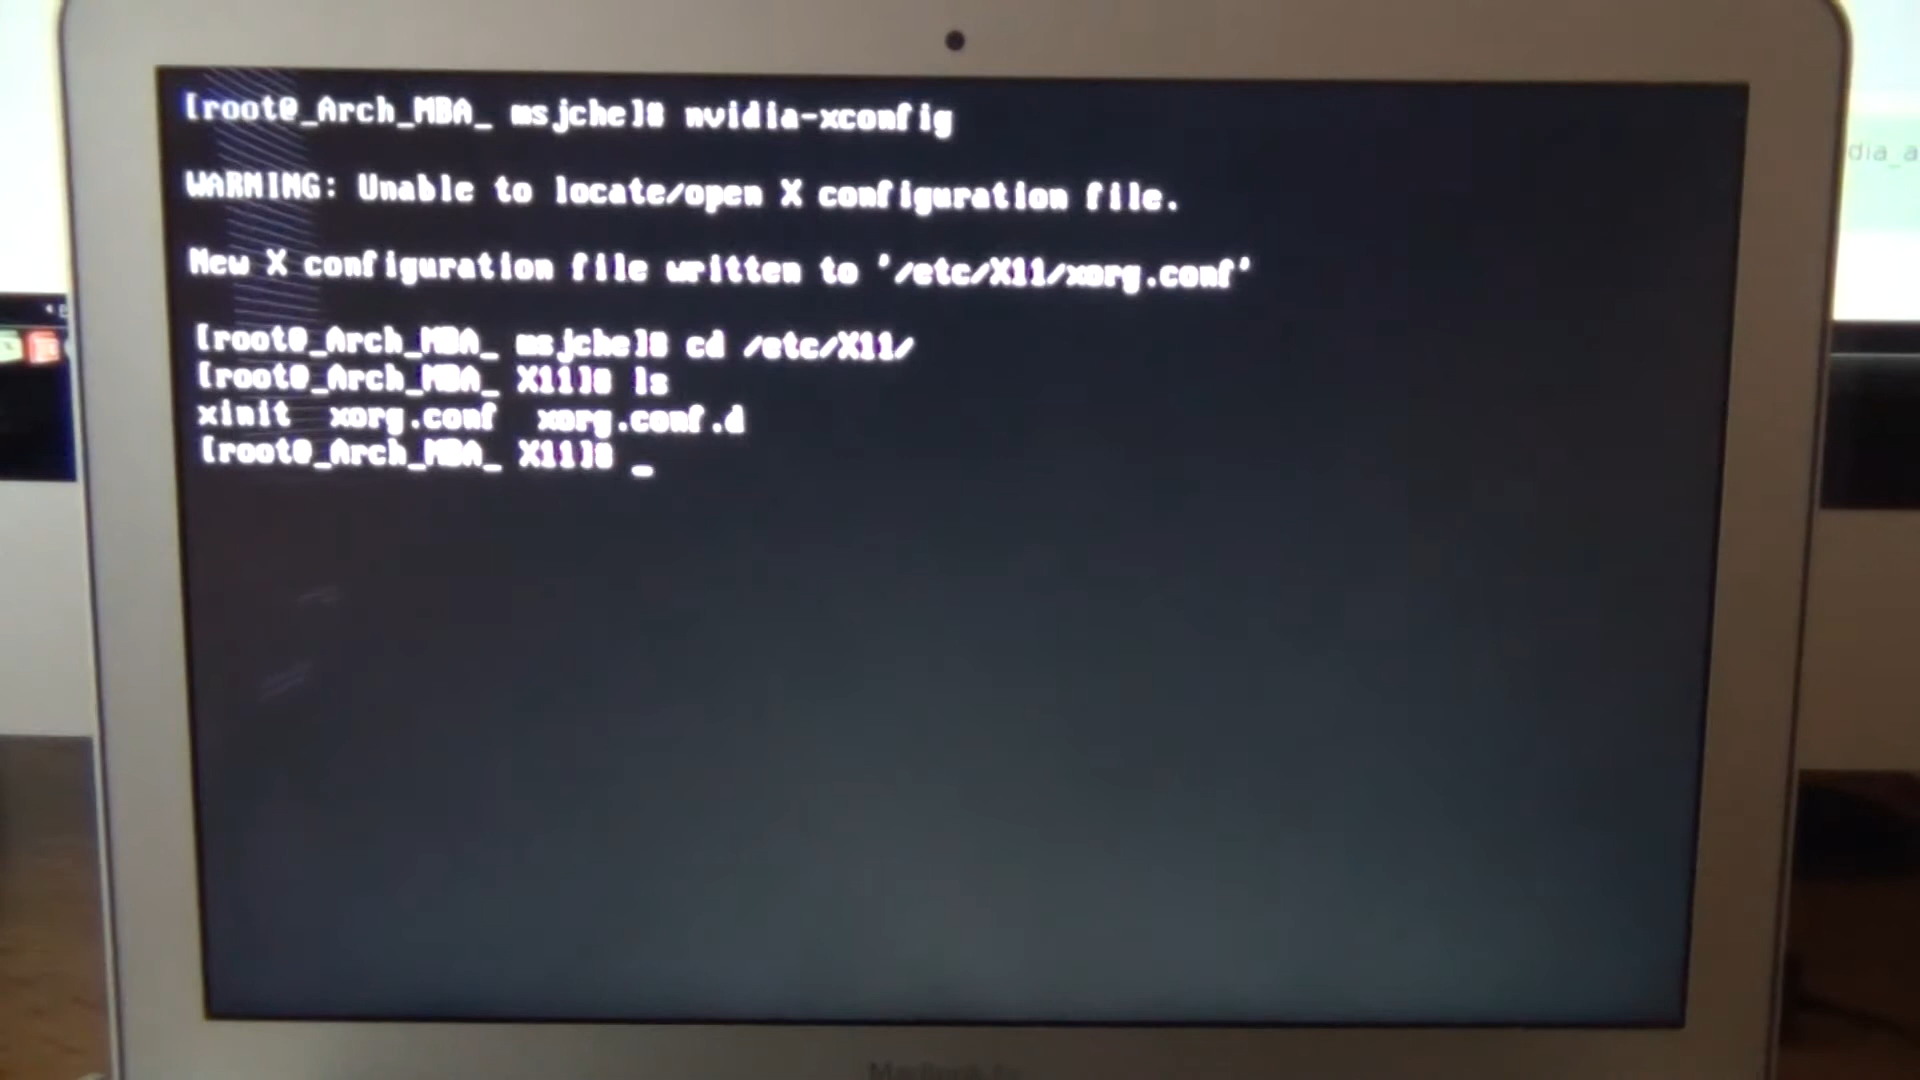 [root@_Arch_MBA_ msjche]# nvidia-xconfig
WARNING: Unable to locate/open X configuration file.
New X configuration file written to '/etc/X11/xorg.conf'
[root@_Arch_MBA_ msjche]# cd /etc/X11/
[root@_Arch_MBA_ X11]# ls
xinit xorg.conf xorg.conf.d
[root@_Arch_MBA_ X11]# _
dia_a
MacBook